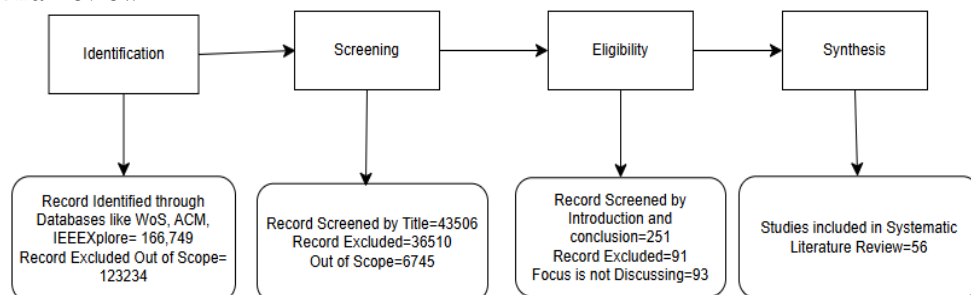 Identification
Screening
Eligibility
Synthesis
Record Identified through
Databases like WoS, ACM,
IEEEXplore= 166,749
Record Excluded Out of Scope=
123234
Record Screened by Title=43506
Record Excluded=36510
Out of Scope=6745
Record Screened by
Introduction and
conclusion=251
Record Excluded=91
Focus is not Discussing=93
Studies included in Systematic
Literature Review=56